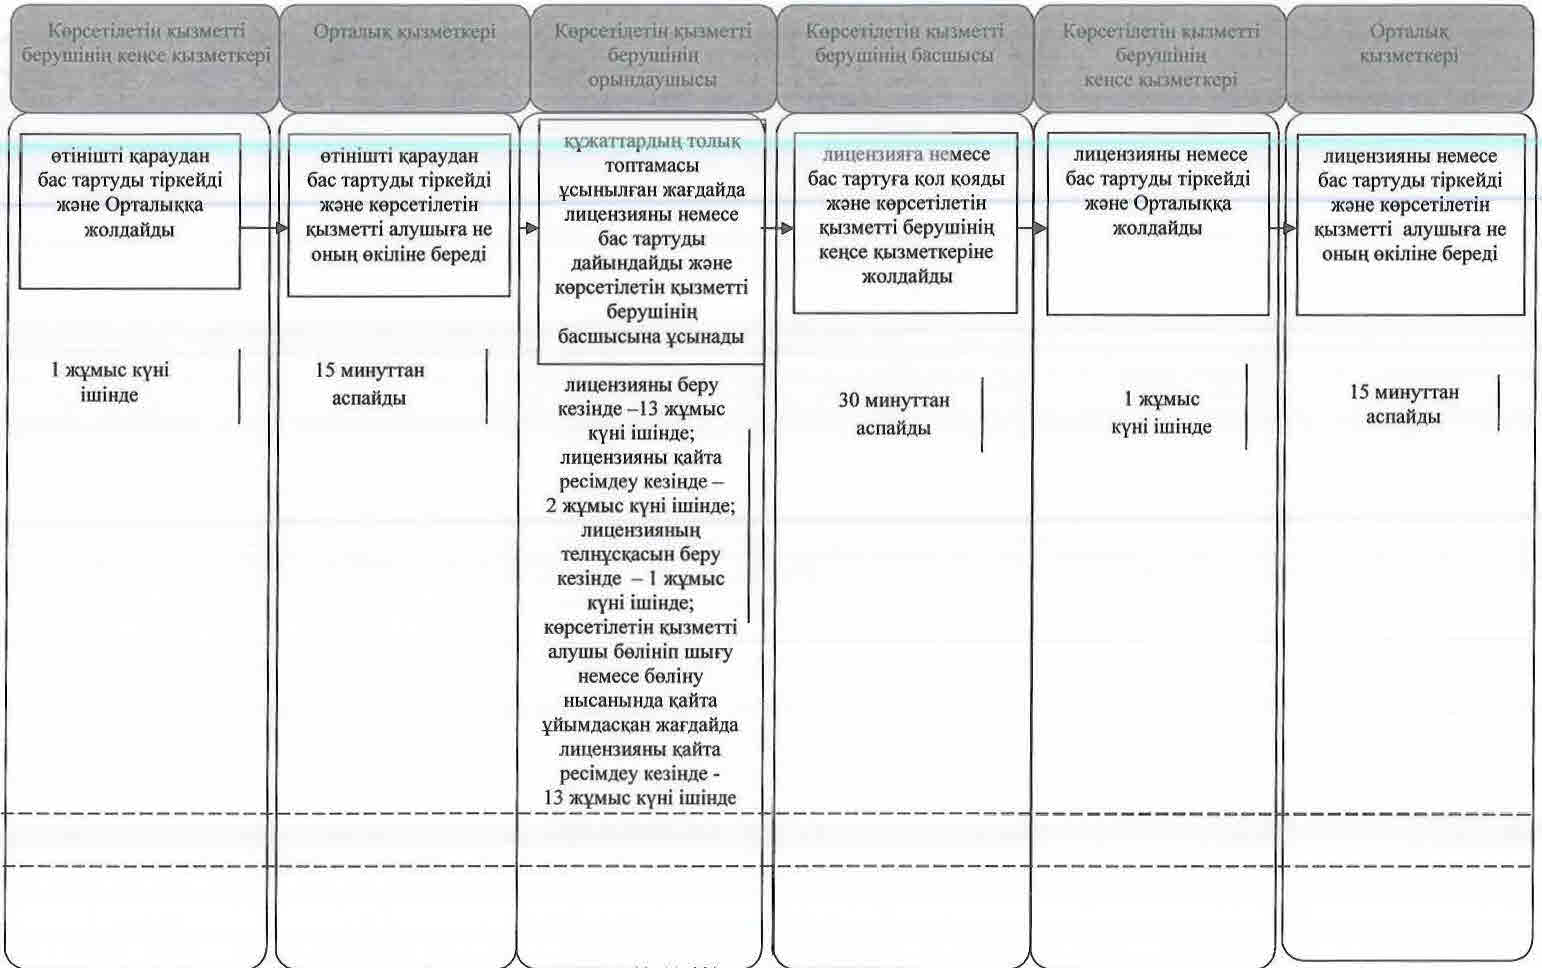 Көрсетілетін қызметті
берушінің кеңсе қызметкері
Орталық қызметкері
Көрсетілетін қызметті
берушінің
орындаушысы
Көрсетілетін қызметті
берушінің басшысы
Көрсетілетін қызметті
берушінің
кеңсе қызметкері
Орталық
қызметкері
өтінішті қараудан
бас тартуды тіркейді
және Орталыққа
жолдайды
1 жұмыс күні
ішінде
өтінішті қараудан
бас тартуды тіркейді
және көрсетілетін
қызметті алушыға не
оның өкіліне береді
15 минуттан
аспайды
құжаттардың толық
топтамасы
ұсынылған жағдайда
лицензияны немесе
бас тартуды
дайындайды және
көрсетілетін қызметті
берушінің
басшысына ұсынады
лицензияны беру
кезінде –13 жұмыс
күні ішінде;
лицензияны қайта
ресімдеу кезінде –
2 жұмыс күні ішінде;
лицензияның
телнұсқасын беру
кезінде – 1 жұмыс
күні ішінде;
көрсетілетін қызметті
алушы бөлініп шығу
немесе бөліну
нысанында қайта
ұйымдасқан жағдайда
лицензияны қайта
ресімдеу кезінде -
13 жұмыс күні ішінде
лицензияға немесе
бас тартуға қол қояды
және көрсетілетін
қызметті берушінің
кеңсе қызметкеріне
жолдайды
30 минуттан
аспайды
лицензияны немесе
бас тартуды тіркейді
және Орталыққа
жолдайды
1 жұмыс
күні ішінде
лицензияны немесе
бас тартуды тіркейді
және көрсетілетін
қызметті алушыға не
оның өкіліне береді
15 минуттан
аспайды